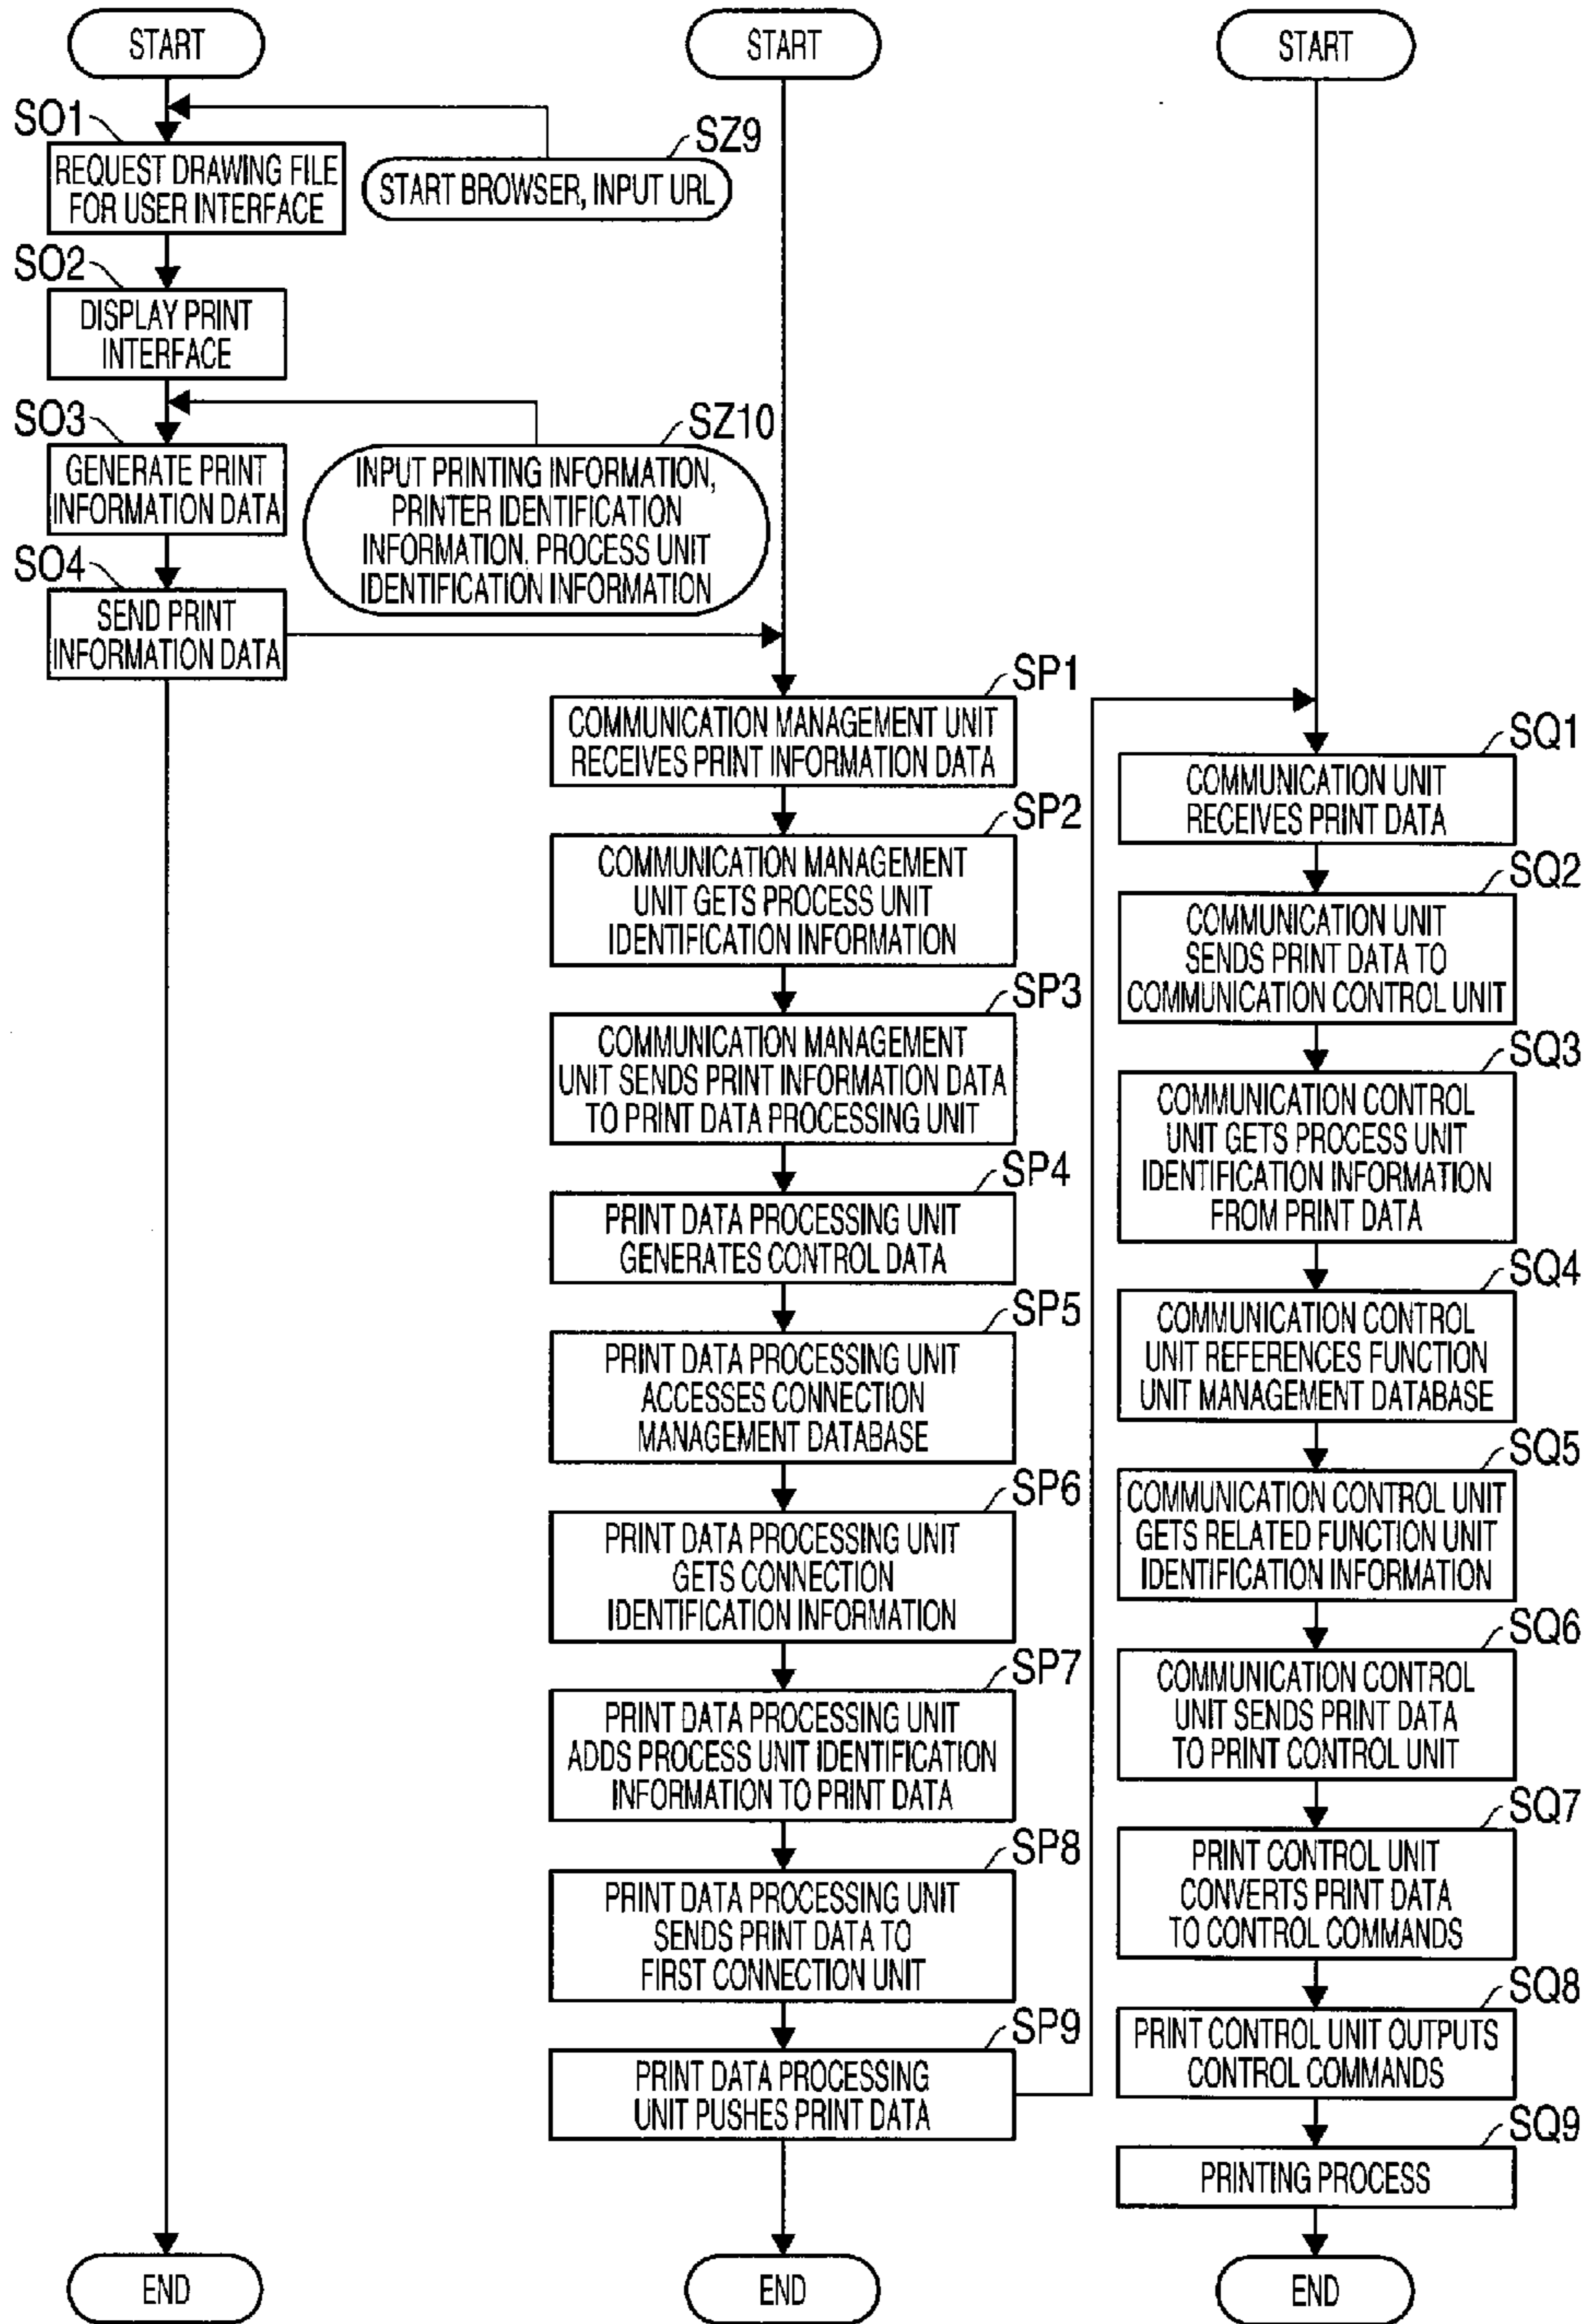 START
SO1
REQUEST DRAWING FILE
FOR USER INTERFACE
SZ9
START BROWSER, INPUT URL
SO2
DISPLAY PRINT
INTERFACE
SO3
GENERATE PRINT
INFORMATION DATA
SZ10
INPUT PRINTING INFORMATION,
PRINTER IDENTIFICATION
INFORMATION, PROCESS UNIT
IDENTIFICATION INFORMATION
SO4
SEND PRINT
INFORMATION DATA
END
START
SP1
COMMUNICATION MANAGEMENT UNIT
RECEIVES PRINT INFORMATION DATA
SP2
COMMUNICATION MANAGEMENT
UNIT GETS PROCESS UNIT
IDENTIFICATION INFORMATION
SP3
COMMUNICATION MANAGEMENT
UNIT SENDS PRINT INFORMATION DATA
TO PRINT DATA PROCESSING UNIT
SP4
PRINT DATA PROCESSING UNIT
GENERATES CONTROL DATA
SP5
PRINT DATA PROCESSING UNIT
ACCESSES CONNECTION
MANAGEMENT DATABASE
SP6
PRINT DATA PROCESSING UNIT
GETS CONNECTION
IDENTIFICATION INFORMATION
SP7
PRINT DATA PROCESSING UNIT
ADDS PROCESS UNIT IDENTIFICATION
INFORMATION TO PRINT DATA
SP8
PRINT DATA PROCESSING UNIT
SENDS PRINT DATA TO
FIRST CONNECTION UNIT
SP9
PRINT DATA PROCESSING
UNIT PUSHES PRINT DATA
END
START
SQ1
COMMUNICATION UNIT
RECEIVES PRINT DATA
SQ2
COMMUNICATION UNIT
SENDS PRINT DATA TO
COMMUNICATION CONTROL UNIT
SQ3
COMMUNICATION CONTROL
UNIT GETS PROCESS UNIT
IDENTIFICATION INFORMATION
FROM PRINT DATA
SQ4
COMMUNICATION CONTROL
UNIT REFERENCES FUNCTION
UNIT MANAGEMENT DATABASE
SQ5
COMMUNICATION CONTROL UNIT
GETS RELATED FUNCTION UNIT
IDENTIFICATION INFORMATION
SQ6
COMMUNICATION CONTROL
UNIT SENDS PRINT DATA
TO PRINT CONTROL UNIT
SQ7
PRINT CONTROL UNIT
CONVERTS PRINT DATA
TO CONTROL COMMANDS
SQ8
PRINT CONTROL UNIT OUTPUTS
CONTROL COMMANDS
SQ9
PRINTING PROCESS
END